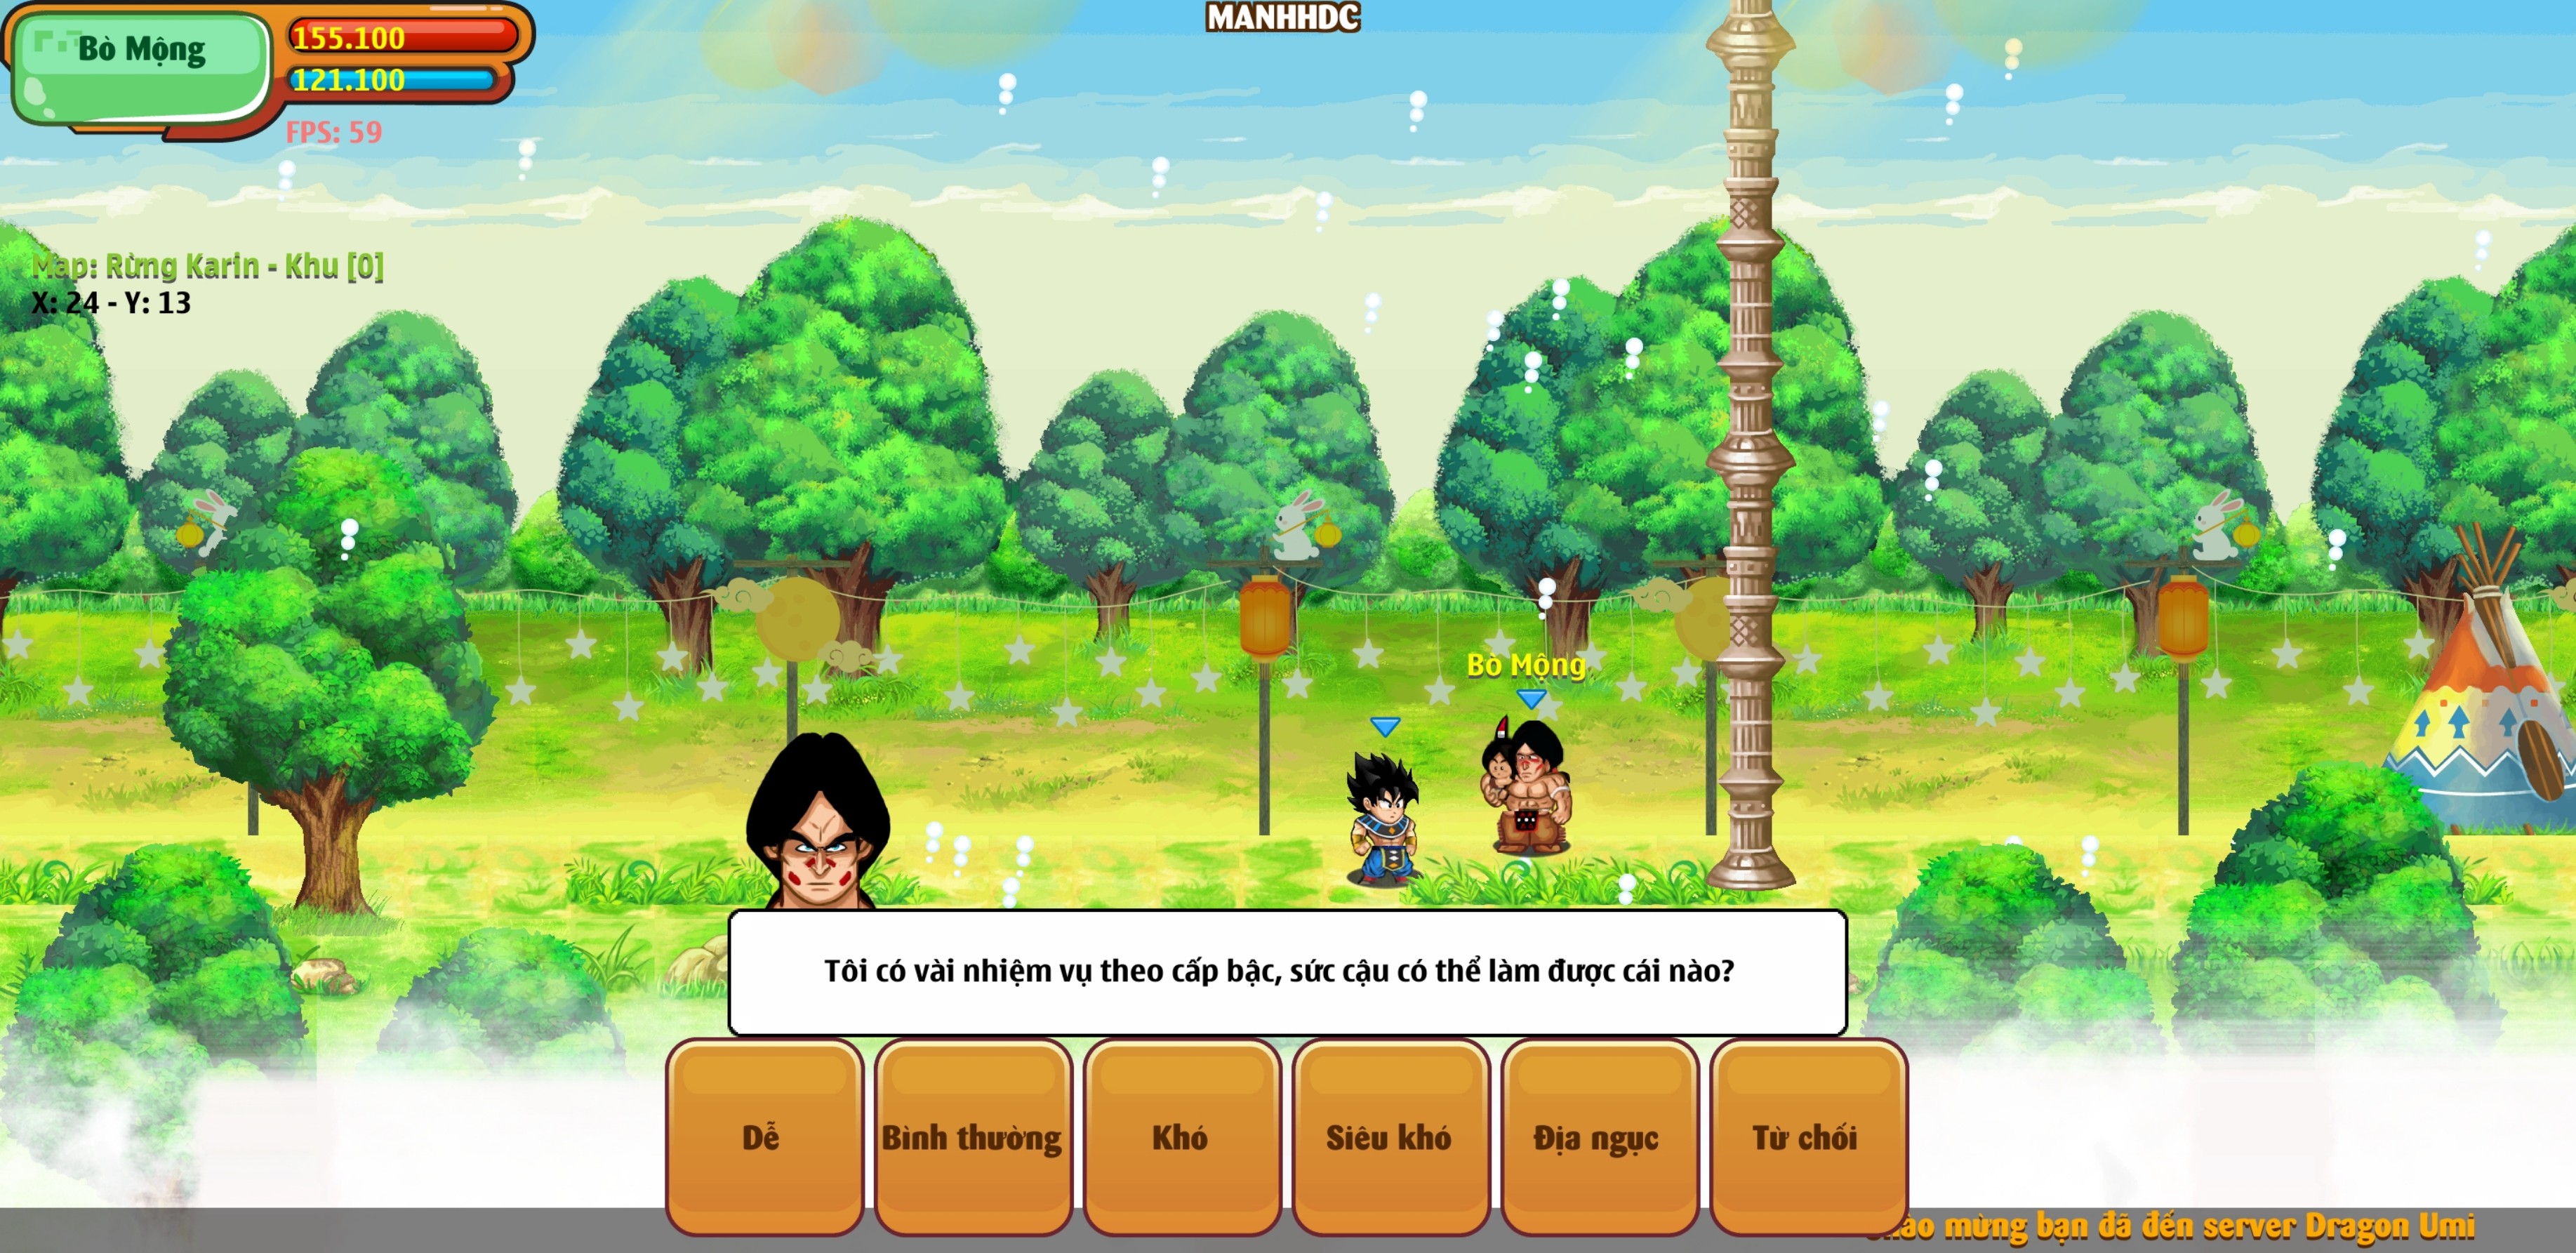 MANHHDC
Bò Mộng
155.100
121.100
FPS: 59
Map: Rừng Karin - Khu [0]
X: 24 - Y: 13
Bò Mộng
Tôi có vài nhiệm vụ theo cấp bậc, sức cậu có thể làm được cái nào?
Dễ
Bình thường
Khó
Siêu khó
Địa ngục
Từ chối
mừng bạn đã đến server Dragon Umi